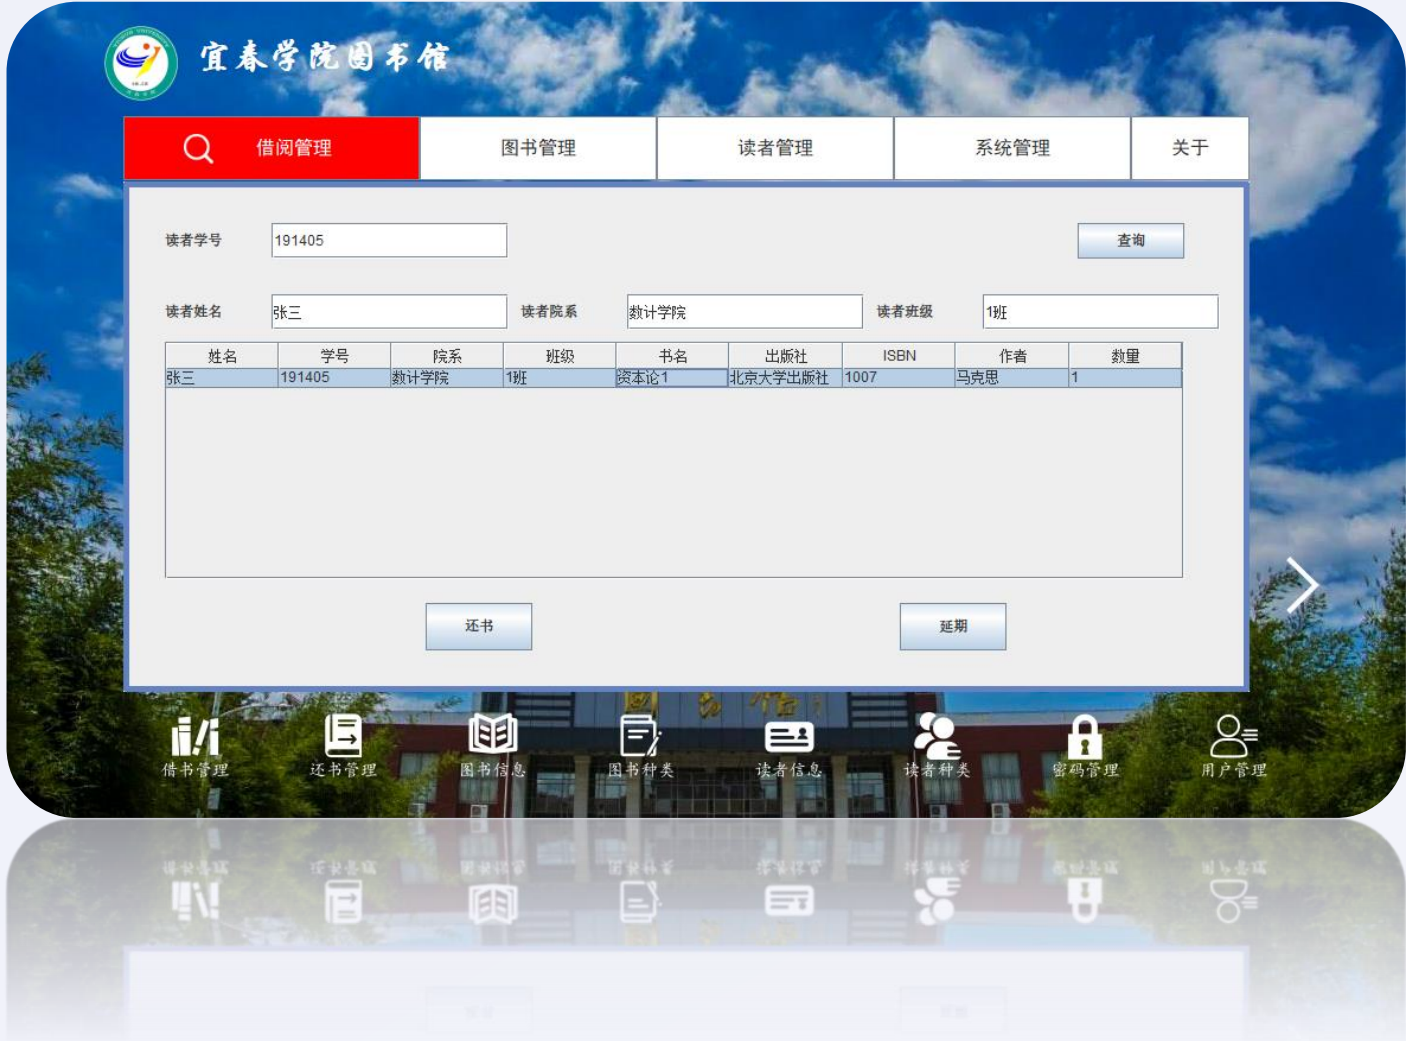 宜春学院图书馆
借阅管理 图书管理 读者管理 系统管理 关于
读者学号 191405 查询
读者姓名 张三 读者院系 数计学院 读者班级 1班
姓名 学号 院系 班级 书名 出版社 ISBN 作者 数量
张三 191405 数计学院 1班 资本论1 北京大学出版社 1007 马克思 1
还书 延期
借书管理 还书管理 图书信息 图书种类 读者信息 读者种类 密码管理 用户管理